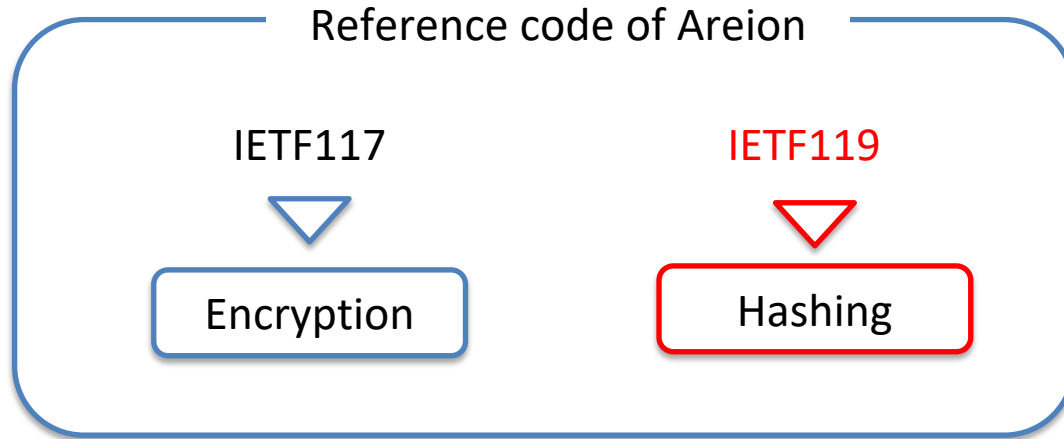 Reference code of Areion
IETF117
IETF119
Encryption
Hashing